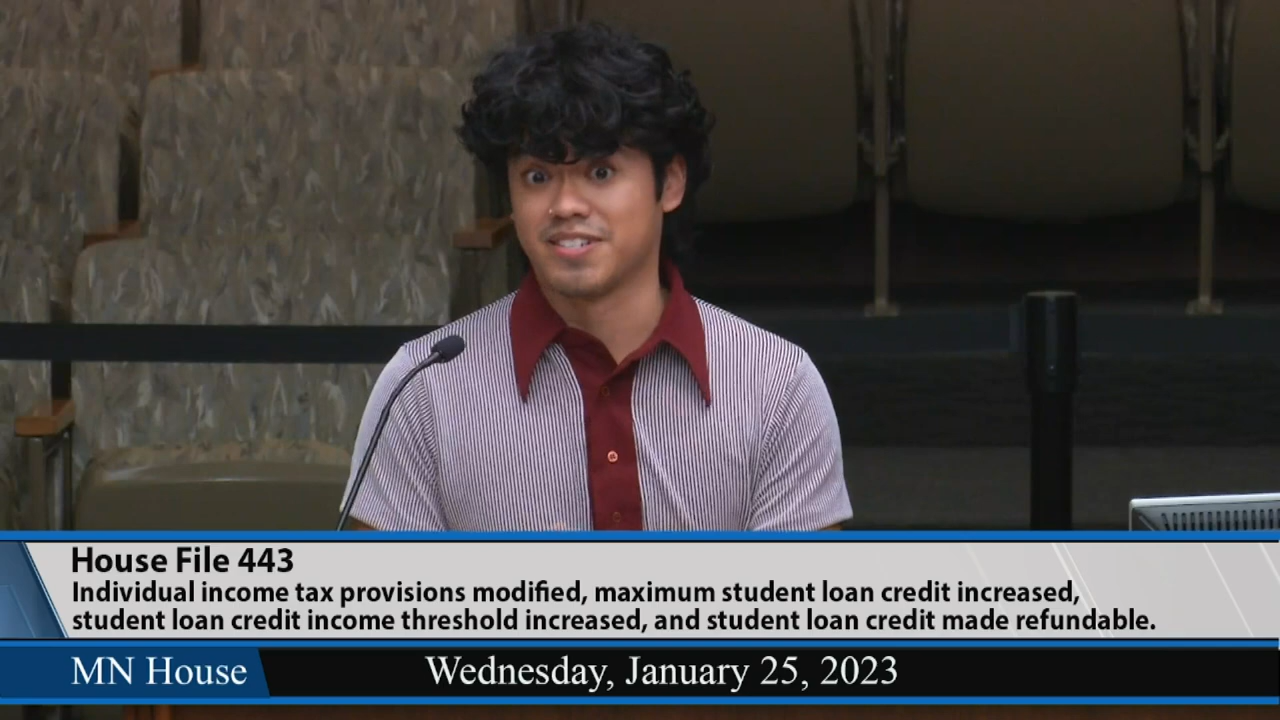 House File 443
Individual income tax provisions modified, maximum student loan credit increased,
student loan credit income threshold increased, and student loan credit made refundable.
MN House
Wednesday, January 25, 2023